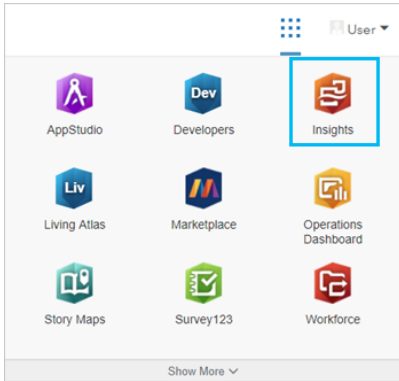 User
Dev
AppStudio
Developers
Insights
Liv
Living Atlas
Marketplace
Operations
Dashboard
Story Maps
Survey123
Workforce
Show More